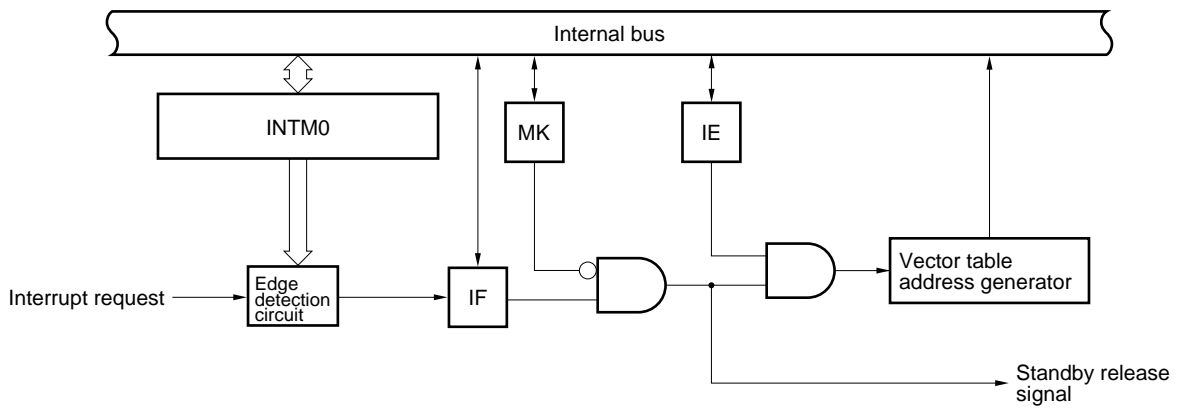 Internal bus
INTM0
MK
IE
Interrupt request
Edge
detection
circuit
IF
Vector table
address generator
Standby release
signal